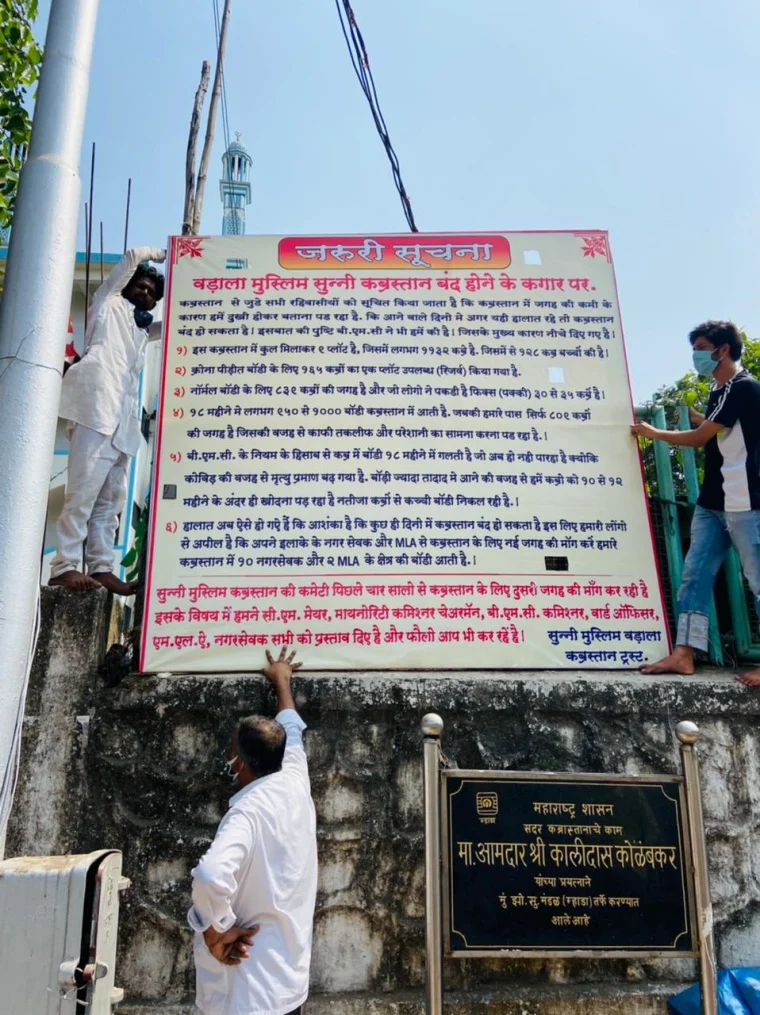 जरुरी सूचना
वड़ाला मुस्लिम सुन्नी कब्रस्तान बंद होने के कगार पर.
कब्रस्तान से जुडे सभी रहिवासीयों को सूचित किया जाता है कि कब्रस्तान में जगह की कमी के
कारण हमें दुखी होकर बताना पड रहा है. कि आने वाले दिनो मे अगर यही हालात रहे तो कब्रस्तान
बंद हो सकता है। इसबात की पुष्टि बी.एम.सी ने भी हमें की है। जिसके मुख्य कारण नीचे दिए गए है।
१) इस कब्रस्तान में कुल मिलाकर ९ प्लॉट है, जिसमें लगभग ११३२ कब्रे है. जिसमें से १२८ कब्र बच्चों की है।
२) क्रोना पीड़ीत बॉडी के लिए १६५ कब्रों का एक प्लॉट उपलब्ध (रिजर्व) किया गया है.
३) नॉर्मल बॉडी के लिए ८३९ कब्रों की जगह है और जो लोगो ने पकडी है फिक्स (पक्की) ३० से ३५ कब्रें है।
४) १८ महीने मे लगभग ९५० से १००० बाडी कब्रस्तान में आती है. जबकी हमारे पास सिर्फ ८०९ कब्रों
की जगह है जिसकी वजह से काफी तकलीफ और परेशानी का सामना करना पड रहा है.।
५) बी.एम.सी. के नियम के हिसाब से कब्र में बॉडी १८ महीने में गलती है जो अब हो नही पारहा है क्योकि
कोविड़ की वजह से मृत्यु प्रमाण बढ़ गया है. बॉड़ी ज्यादा तादाद मे आने की वजह से हमें कब्रो को १० से १२
महीने के अंदर ही खोदना पड़ रहा है नतीजा कब्रों से कच्ची बॉडी निकल रही है.।
६) हालात अब ऐसे हो गऐ हैं कि आशंका है कि कुछ ही दिनो में कब्रस्तान बंद हो सकता है इस लिए हमारी लोंगो
से अपील है कि अपने इलाके के नगर सेवक और MLA से कब्रस्तान के लिए नई जगह की माँग करें हमारे
कब्रस्तान में १० नगरसेवक और २ MLA के क्षेत्र की बॉडी आती है.।
सुन्नी मुस्लिम कब्रस्तान की कमेटी पिछले चार सालो से कब्रस्तान के लिए दुसरी जगह की माँग कर रही है
इसके विषय में हमने सी.एम. मेयर, मायनोरिटी कमिश्नर चेअरमॅन, बी.एम.सी. कमिश्नर, वार्ड ऑफिसर,
एम.एल.ऐ, नगरसेवक सभी को प्रस्ताव दिए है और फौली आप भी कर रहें है।
सुन्नी मुस्लिम वड़ाला
कब्रस्तान ट्रस्ट.
म्हाडा
महाराष्ट्र शासन
सदर कब्रस्तानाचे काम
मा.आमदार श्री कालीदास कोळंबकर
यांच्या प्रयत्नाने
मुं झो.सु.मंडळ (म्हाडा) तर्फे करण्यात
आले आहे